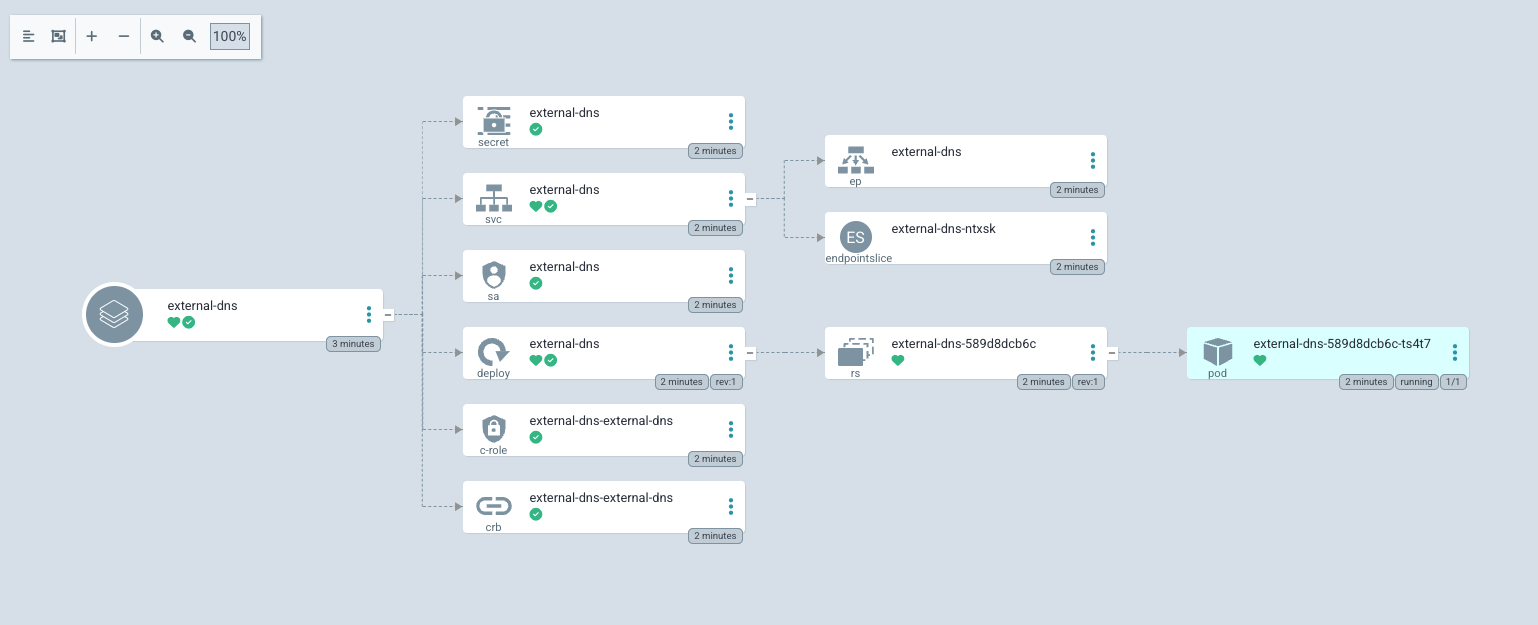 100%
external-dns
3 minutes
external-dns
secret
2 minutes
external-dns
svc
2 minutes
external-dns
sa
2 minutes
external-dns
deploy
2 minutes
rev:1
external-dns-external-dns
c-role
2 minutes
external-dns-external-dns
crb
2 minutes
external-dns
ep
2 minutes
ES
external-dns-ntxsk
endpointslice
2 minutes
external-dns-589d8dcb6c
rs
2 minutes
rev:1
external-dns-589d8dcb6c-ts4t7
pod
2 minutes
running
1/1